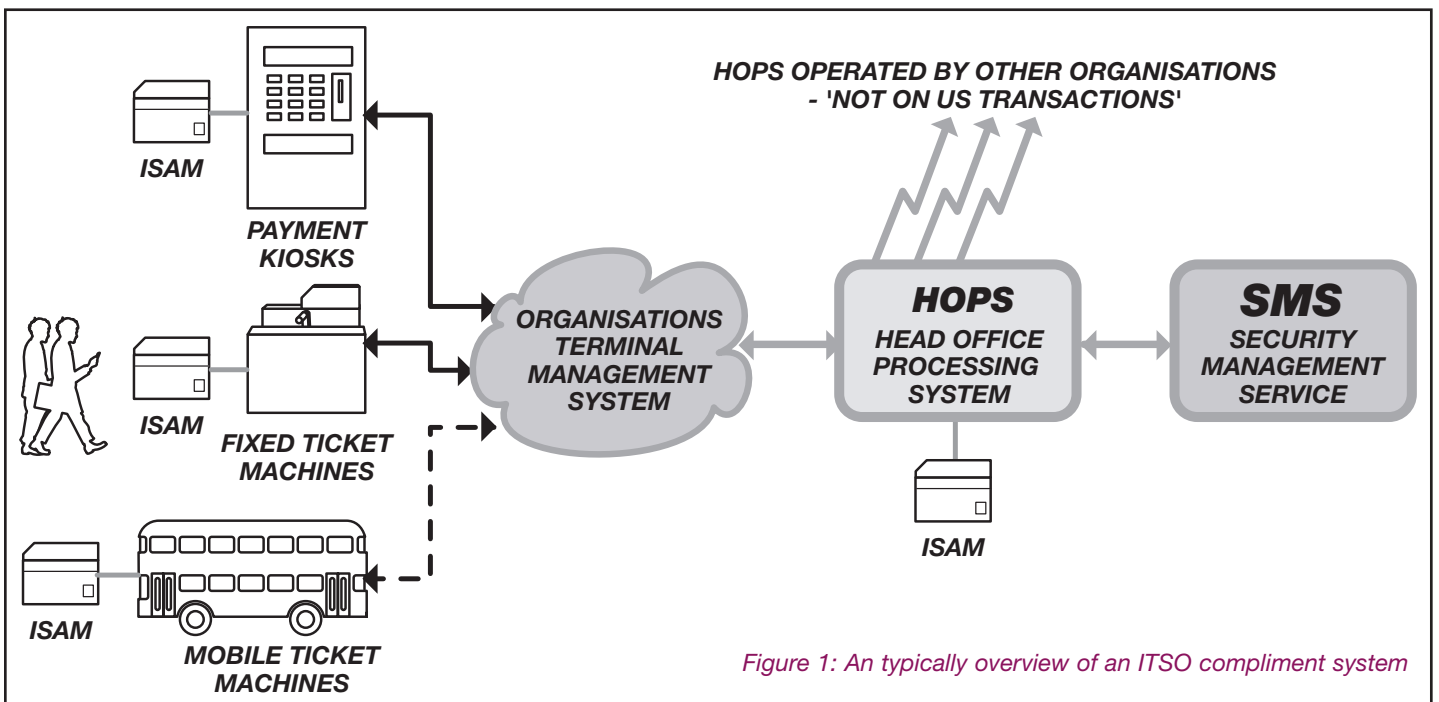 HOPS OPERATED BY OTHER ORGANISATIONS
- 'NOT ON US TRANSACTIONS'
ISAM
PAYMENT
KIOSKS
ISAM
FIXED TICKET
MACHINES
ISAM
MOBILE TICKET
MACHINES
ORGANISATIONS
TERMINAL
MANAGEMENT
SYSTEM
HOPS
HEAD OFFICE
PROCESSING
SYSTEM
ISAM
SMS
SECURITY
MANAGEMENT
SERVICE
Figure 1: An typically overview of an ITSO compliment system